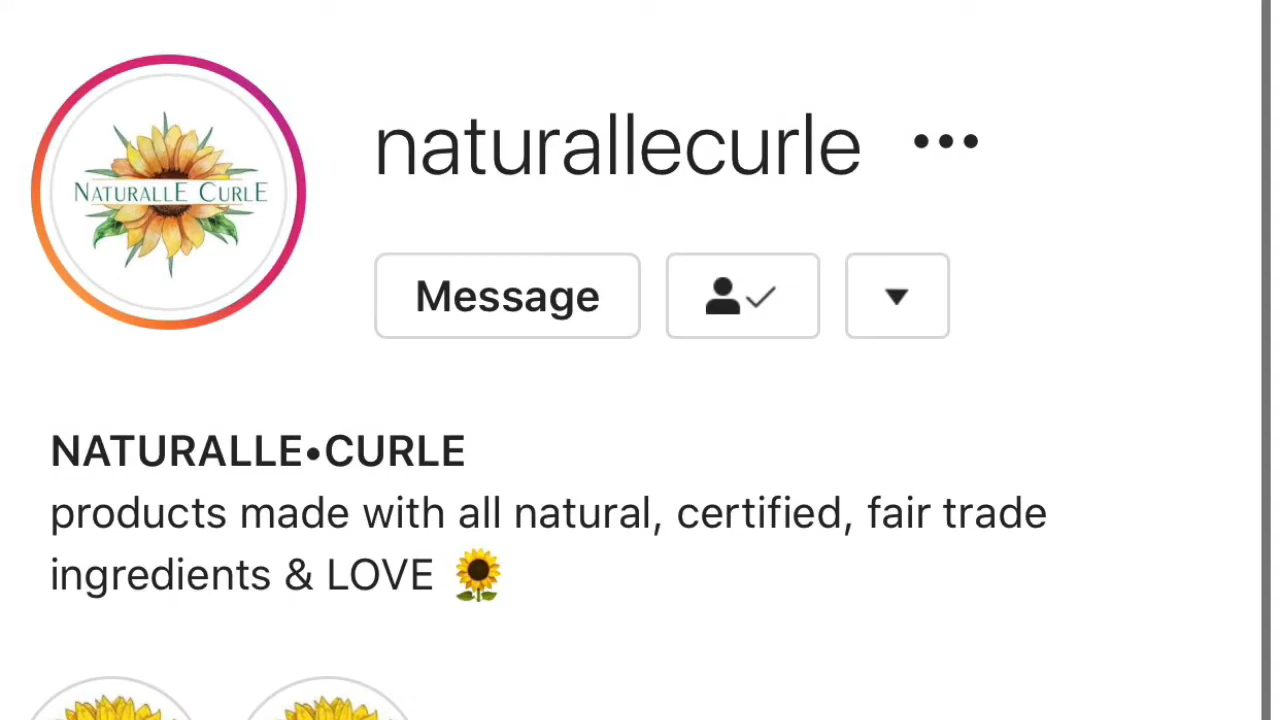 NATURALLE CURLE
naturallecurle
Message
NATURALLE•CURLE
products made with all natural, certified, fair trade
ingredients & LOVE 🌻